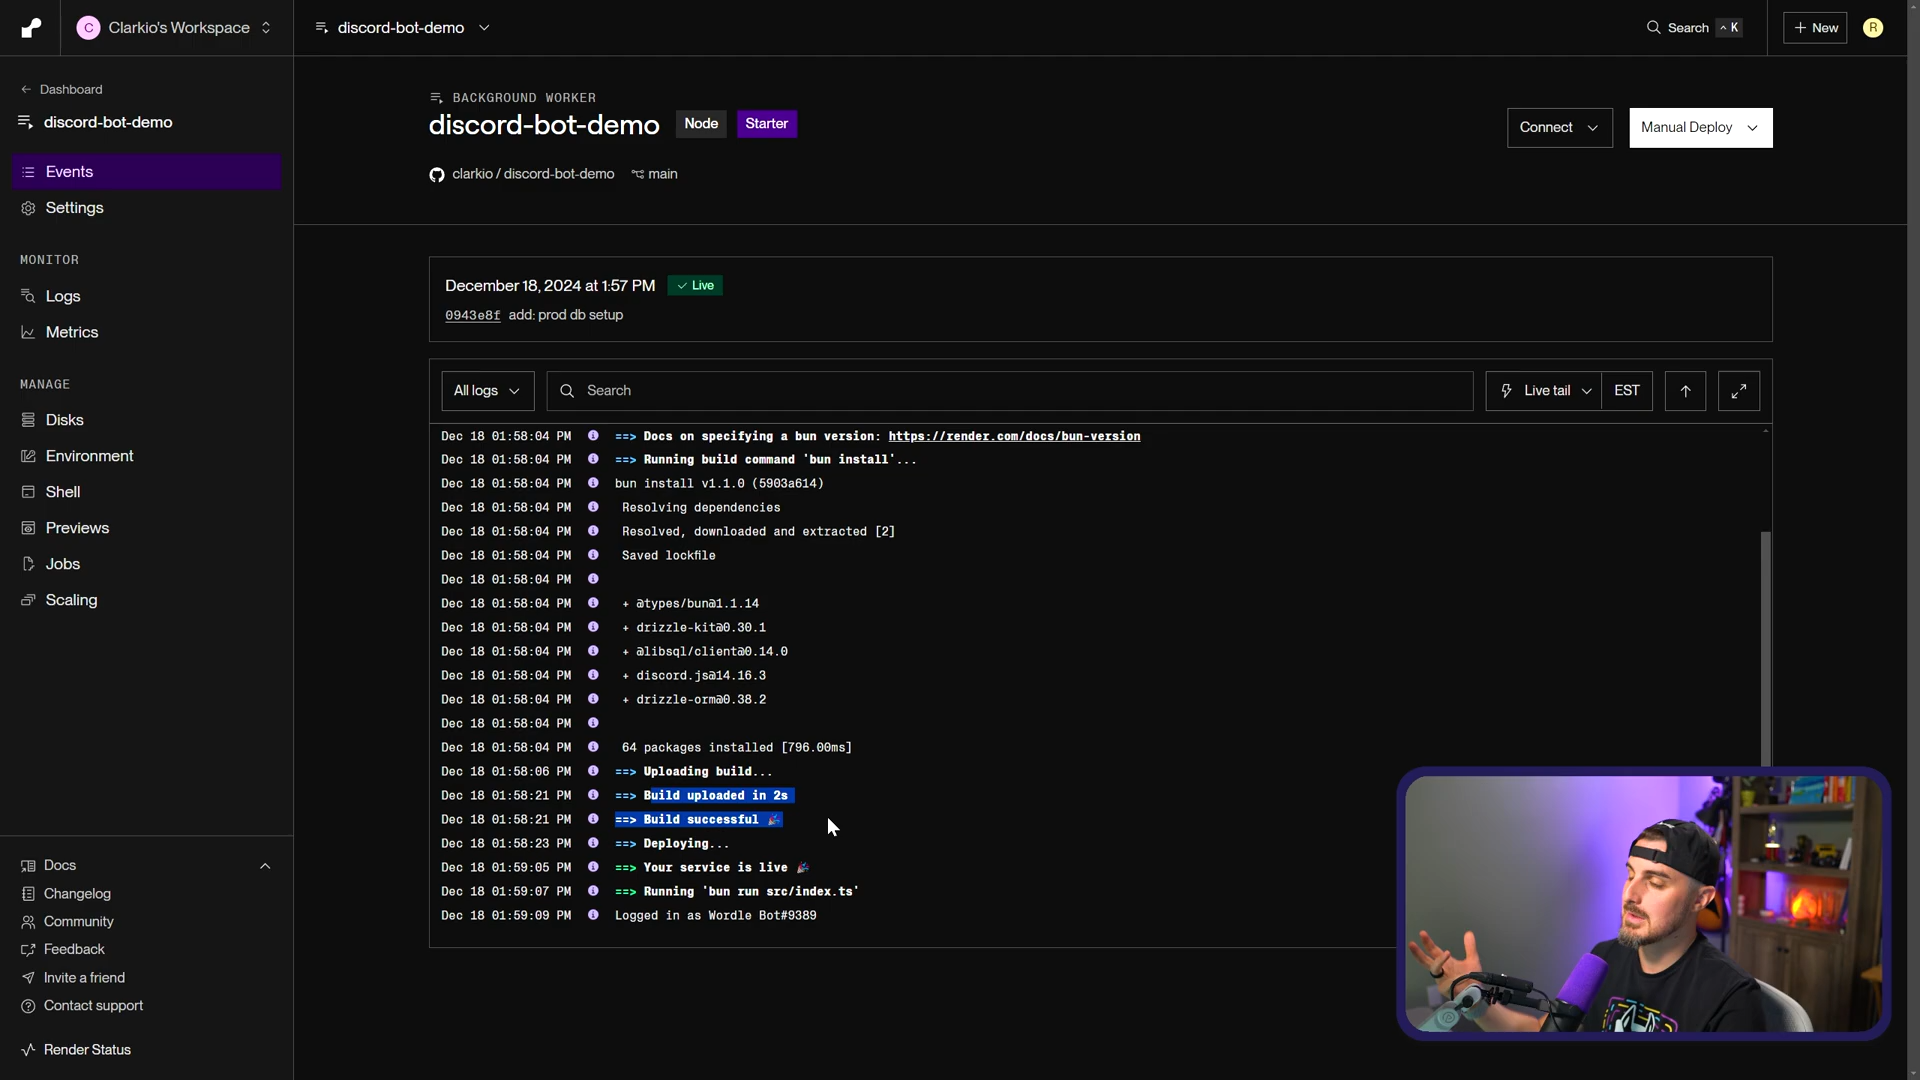 C Clarkio's Workspace
discord-bot-demo
Search ^ K
+ New
R
← Dashboard
discord-bot-demo
Events
Settings
MONITOR
Logs
Metrics
MANAGE
Disks
Environment
Shell
Previews
Jobs
Scaling
Docs
Changelog
Community
Feedback
Invite a friend
Contact support
Render Status
BACKGROUND WORKER
discord-bot-demo Node Starter
clarkio / discord-bot-demo main
Connect
Manual Deploy
December 18, 2024 at 1:57 PM Live
0943e8f add: prod db setup
All logs
Search
Live tail
EST
Dec 18 01:58:04 PM ==> Docs on specifying a bun version: https://render.com/docs/bun-version
Dec 18 01:58:04 PM ==> Running build command 'bun install'...
Dec 18 01:58:04 PM bun install v1.1.0 (5903a614)
Dec 18 01:58:04 PM Resolving dependencies
Dec 18 01:58:04 PM Resolved, downloaded and extracted [2]
Dec 18 01:58:04 PM Saved lockfile
Dec 18 01:58:04 PM
Dec 18 01:58:04 PM + @types/bun@1.1.14
Dec 18 01:58:04 PM + drizzle-kit@0.30.1
Dec 18 01:58:04 PM + @libsql/client@0.14.0
Dec 18 01:58:04 PM + discord.js@14.16.3
Dec 18 01:58:04 PM + drizzle-orm@0.38.2
Dec 18 01:58:04 PM
Dec 18 01:58:04 PM 64 packages installed [796.00ms]
Dec 18 01:58:06 PM ==> Uploading build...
Dec 18 01:58:21 PM ==> Build uploaded in 2s
Dec 18 01:58:21 PM ==> Build successful 🎉
Dec 18 01:58:23 PM ==> Deploying...
Dec 18 01:59:05 PM ==> Your service is live 🎉
Dec 18 01:59:07 PM ==> Running 'bun run src/index.ts'
Dec 18 01:59:09 PM Logged in as Wordle Bot#9389